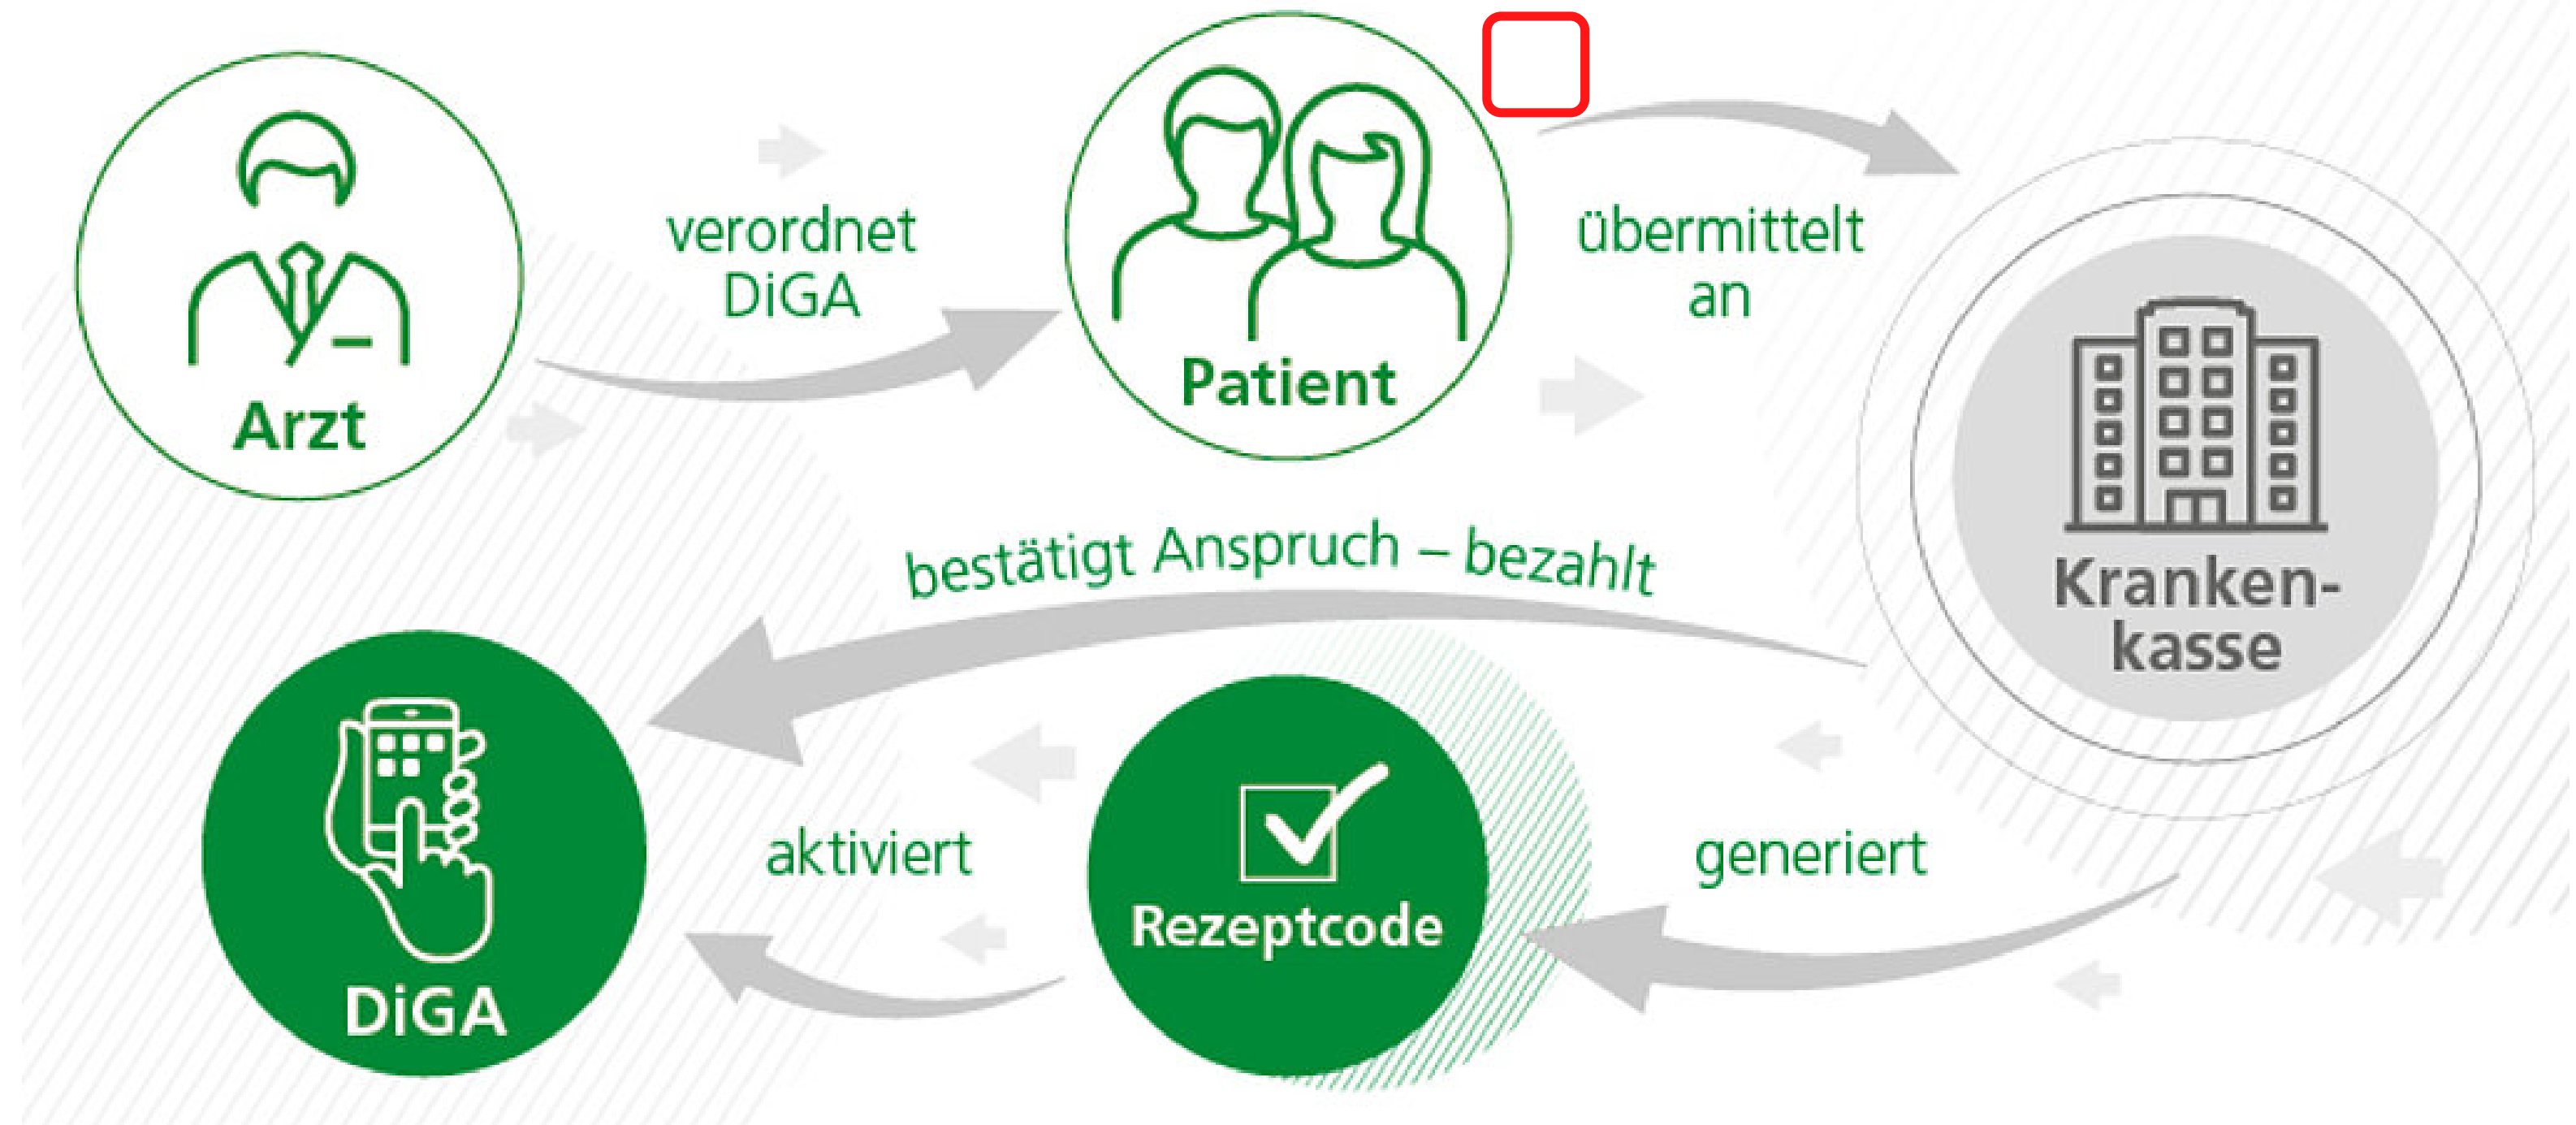 verordnet
DiGA
Arzt
Patient
übermittelt
an
Kranken-
kasse
bestätigt Anspruch – bezahlt
generiert
Rezeptcode
aktiviert
DiGA